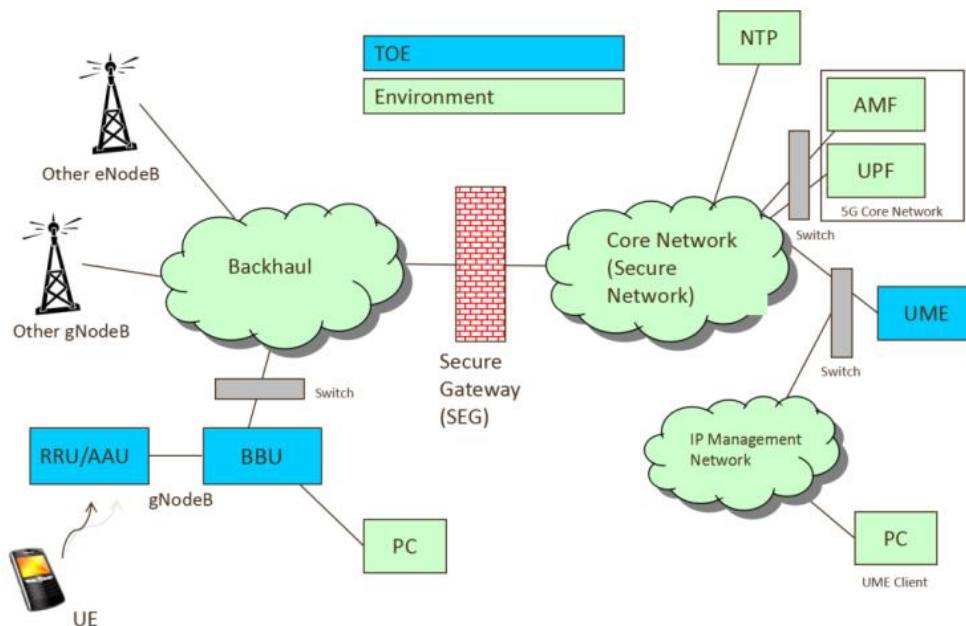 TOE
Environment
NTP
AMF
UPF
5G Core Network
Switch
Other eNodeB
Backhaul
Core Network
(Secure
Network)
Other gNodeB
UME
Switch
Secure
Gateway
(SEG)
Switch
RRU/AAU
BBU
gNodeB
IP Management
Network
PC
PC
UME Client
UE